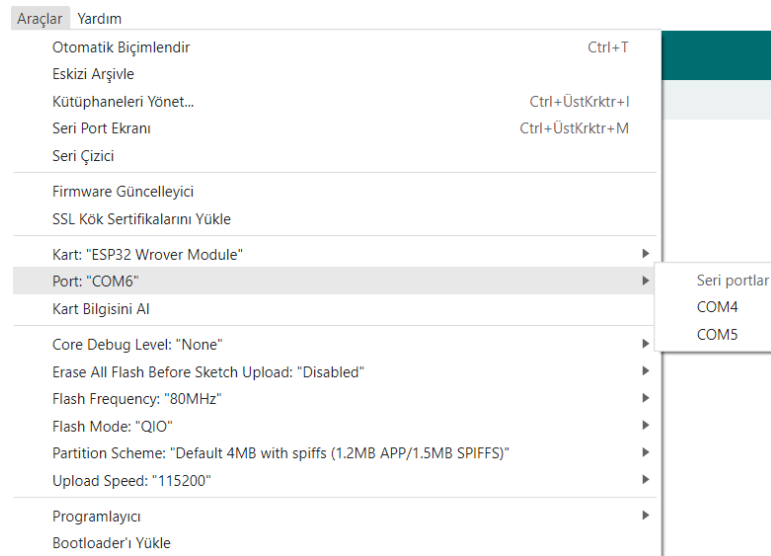 Araçlar Yardım
Otomatik Biçimlendir Ctrl+T
Eskizi Arşivle
Kütüphaneleri Yönet... Ctrl+ÜstKrktr+I
Seri Port Ekranı Ctrl+ÜstKrktr+M
Seri Çizici
Firmware Güncelleyici
SSL Kök Sertifikalarını Yükle
Kart: "ESP32 Wrover Module"
Port: "COM6"
Kart Bilgisini Al
Seri portlar
COM4
COM5
Core Debug Level: "None"
Erase All Flash Before Sketch Upload: "Disabled"
Flash Frequency: "80MHz"
Flash Mode: "QIO"
Partition Scheme: "Default 4MB with spiffs (1.2MB APP/1.5MB SPIFFS)"
Upload Speed: "115200"
Programlayıcı
Bootloader'ı Yükle